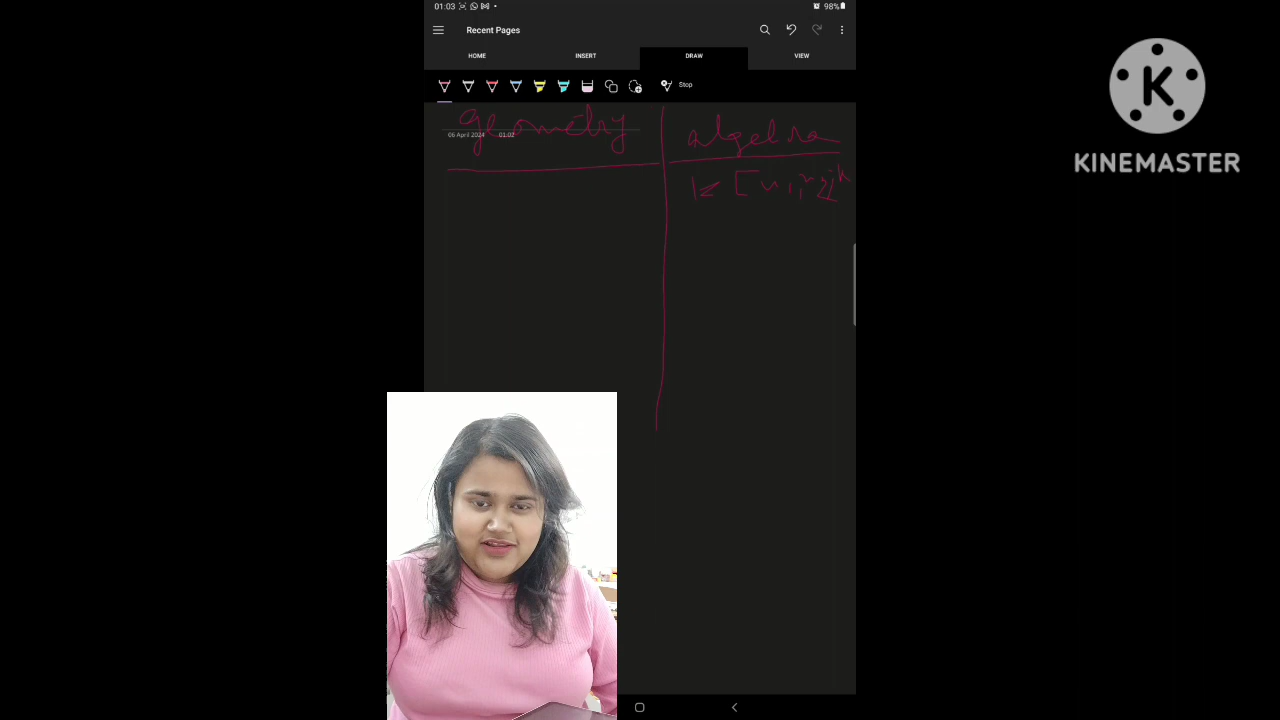 01:03
98%
Recent Pages
HOME INSERT DRAW VIEW
Stop
geometry
algebra
06 April 2024 01:02
K [
KINEMASTER